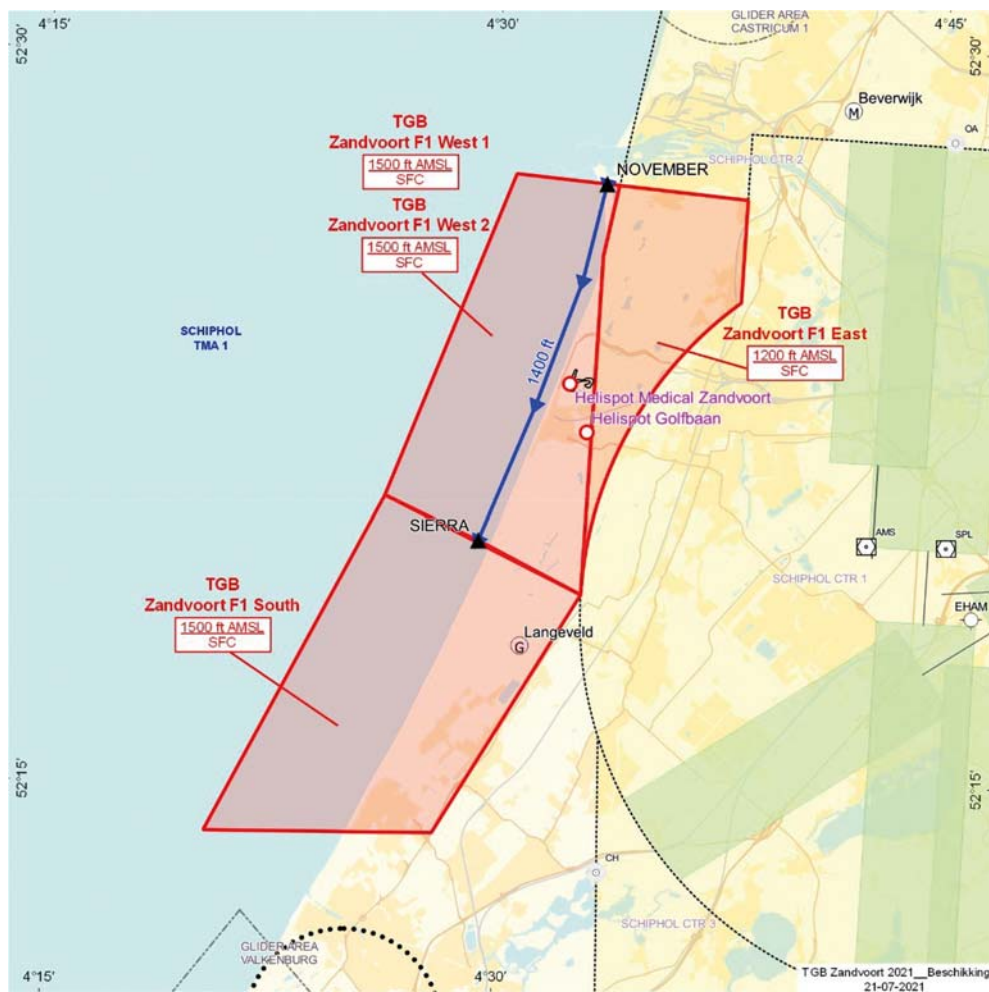 4°15'
4°30'
4°45'
52°30'
52°30'
GLIDER AREA
CASTRICUM 1
Beverwijk
M
OA
SCHIPHOL CTR 2
TGB
Zandvoort F1 West 1
1500 ft AMSL
SFC
NOVEMBER
TGB
Zandvoort F1 West 2
1500 ft AMSL
SFC
SCHIPHOL
TMA 1
TGB
Zandvoort F1 East
1200 ft AMSL
SFC
1400 ft
Helispot Medical Zandvoort
Helispot Golfbaan
SIERRA
AMS
SPL
SCHIPHOL CTR 1
EHAM
TGB
Zandvoort F1 South
1500 ft AMSL
SFC
Langeveld
G
52°15'
52°15'
CH
SCHIPHOL CTR 3
GLIDER AREA
VALKENBURG
4°15'
4°30'
TGB Zandvoort 2021__Beschikking
21-07-2021